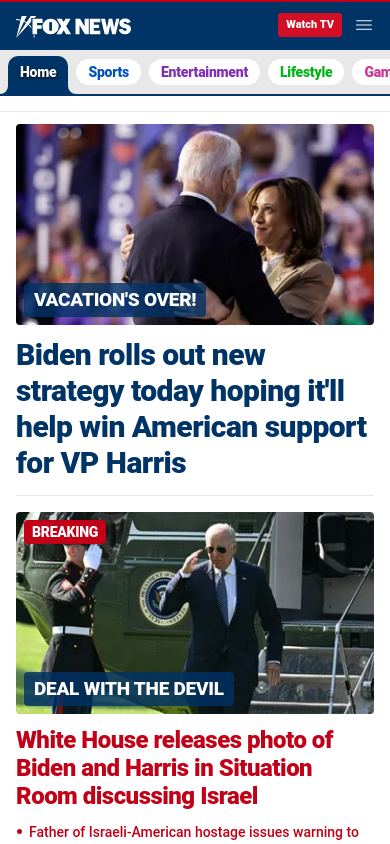 FOX NEWS
Watch TV
Home
Sports
Entertainment
Lifestyle
Gam
VACATION'S OVER!
Biden rolls out new
strategy today hoping it'll
help win American support
for VP Harris
BREAKING
DEAL WITH THE DEVIL
White House releases photo of
Biden and Harris in Situation
Room discussing Israel
• Father of Israeli-American hostage issues warning to